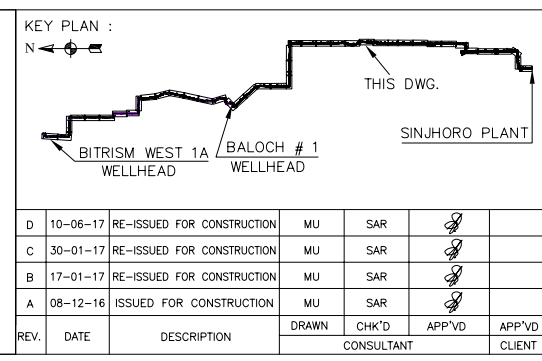 KEY PLAN :
N
THIS DWG.
SINJHORO PLANT
BITRISM WEST 1A
WELLHEAD
BALOCH # 1
WELLHEAD
D 10-06-17 RE-ISSUED FOR CONSTRUCTION MU SAR
C 30-01-17 RE-ISSUED FOR CONSTRUCTION MU SAR
B 17-01-17 RE-ISSUED FOR CONSTRUCTION MU SAR
A 08-12-16 ISSUED FOR CONSTRUCTION MU SAR
REV. DATE DESCRIPTION DRAWN CHK'D APP'VD APP'VD
CONSULTANT CLIENT